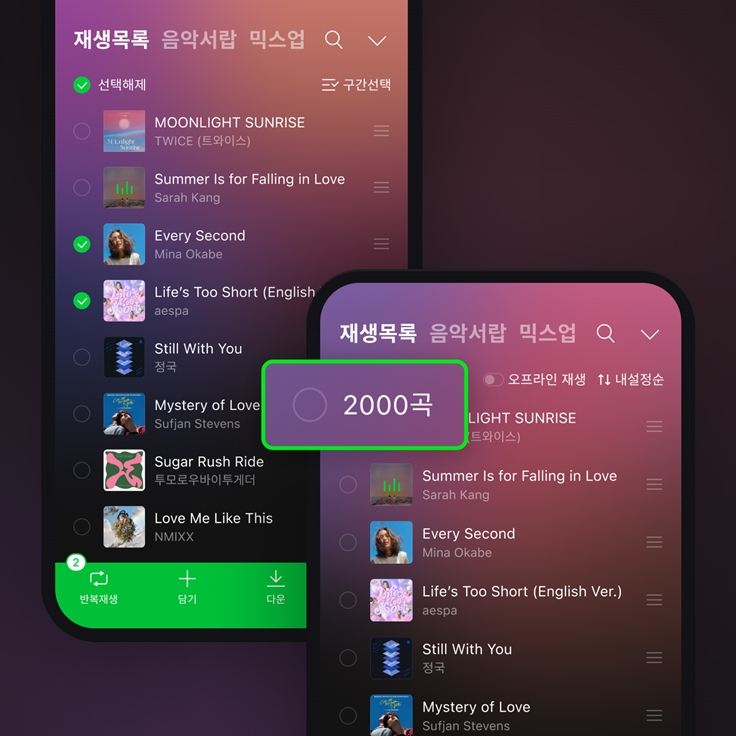 재생목록 음악서랍 믹스업
선택해제 구간선택
MOONLIGHT SUNRISE
TWICE (트와이스)
Summer Is for Falling in Love
Sarah Kang
Every Second
Mina Okabe
Life's Too Short (English
aespa
Still With You
정국
Mystery of Love
Sufjan Stevens
Sugar Rush Ride
투모로우바이투게더
Love Me Like This
NMIXX
2
반복재생 담기 다운
재생목록 음악서랍 믹스업
오프라인 재생 내설정순
2000곡
LIGHT SUNRISE
(트와이스)
Summer Is for Falling in Love
Sarah Kang
Every Second
Mina Okabe
Life's Too Short (English Ver.)
aespa
Still With You
정국
Mystery of Love
Sufjan Stevens